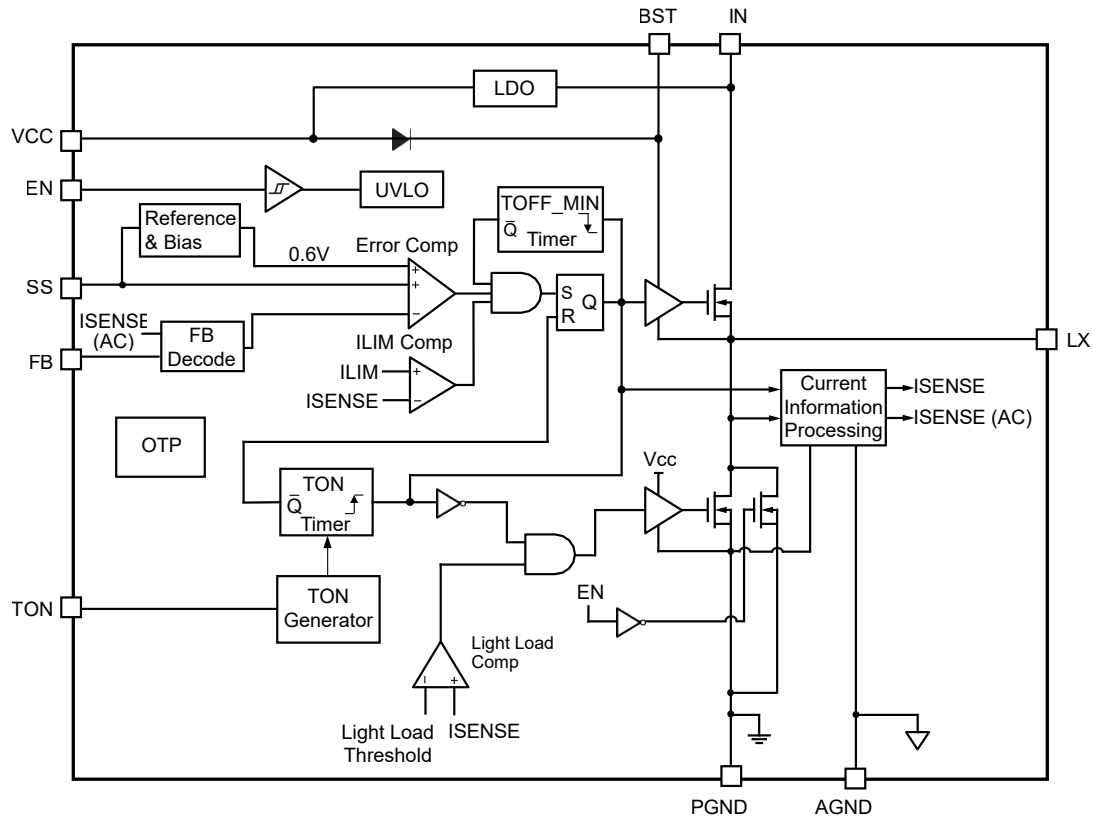 BST
IN
LDO
VCC
EN
UVLO
TOFF_MIN
Q̅
Timer
Reference
& Bias
0.6V
Error Comp
SS
+
+
−
S
R
Q
ISENSE
(AC)
FB
Decode
FB
ILIM Comp
ILIM
ISENSE
+
−
LX
Current
Information
Processing
ISENSE
ISENSE (AC)
OTP
Vcc
TON
Q̅
Timer
TON
TON
Generator
EN
Light Load
Comp
−
+
Light Load
Threshold
ISENSE
PGND
AGND